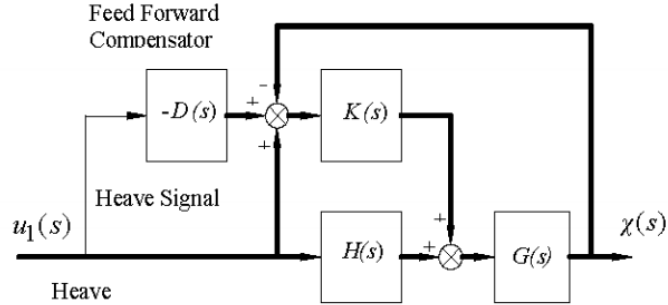 Feed Forward
Compensator
-
+
-D(s)
K(s)
+
Heave Signal
u₁(s)
+
+
χ(s)
H(s)
G(s)
Heave